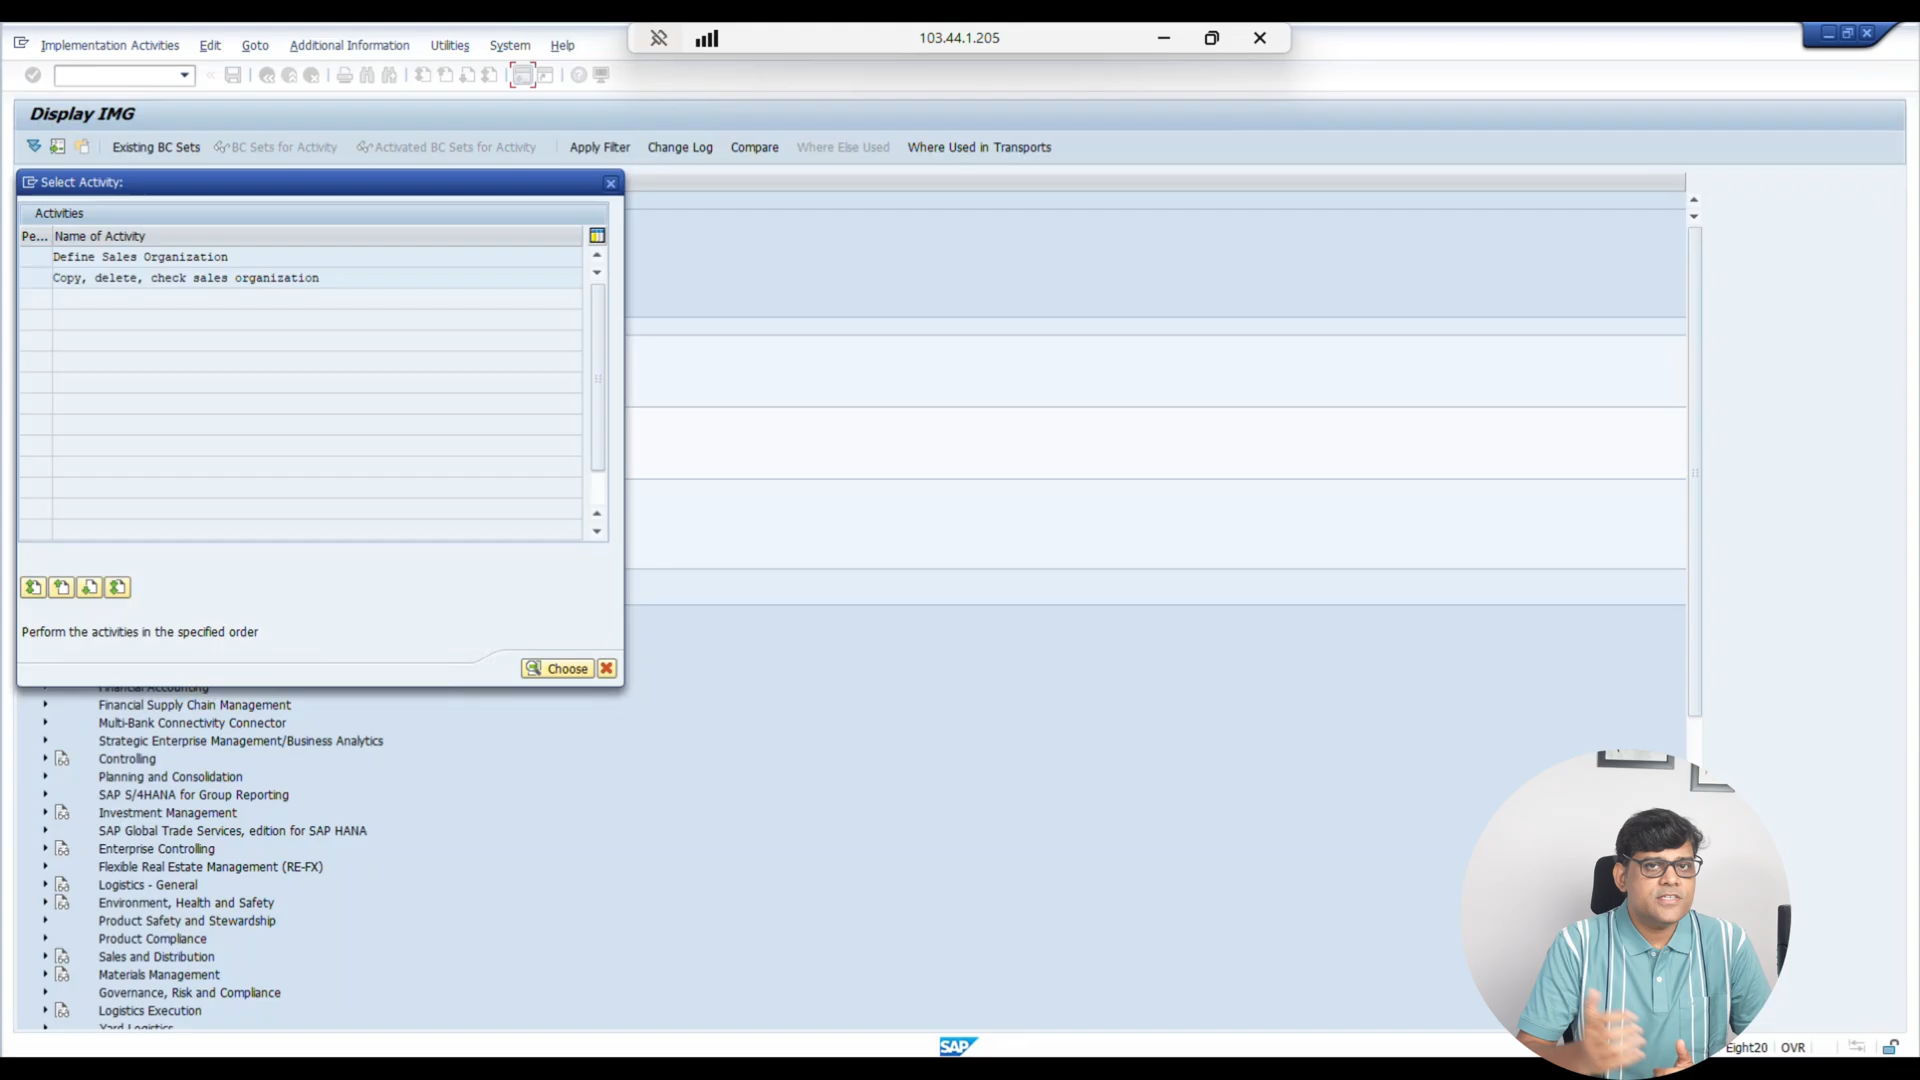 Implementation Activities Edit Goto Additional Information Utilities System Help
103.44.1.205
Display IMG
Existing BC Sets BC Sets for Activity Activated BC Sets for Activity Apply Filter Change Log Compare Where Else Used Where Used in Transports
Select Activity:
Activities
Pe... Name of Activity
Define Sales Organization
Copy, delete, check sales organization
Perform the activities in the specified order
Choose
Financial Accounting
Financial Supply Chain Management
Multi-Bank Connectivity Connector
Strategic Enterprise Management/Business Analytics
Controlling
Planning and Consolidation
SAP S/4HANA for Group Reporting
Investment Management
SAP Global Trade Services, edition for SAP HANA
Enterprise Controlling
Flexible Real Estate Management (RE-FX)
Logistics - General
Environment, Health and Safety
Product Safety and Stewardship
Product Compliance
Sales and Distribution
Materials Management
Governance, Risk and Compliance
Logistics Execution
Yard Logistics
SAP
Eight20 OVR